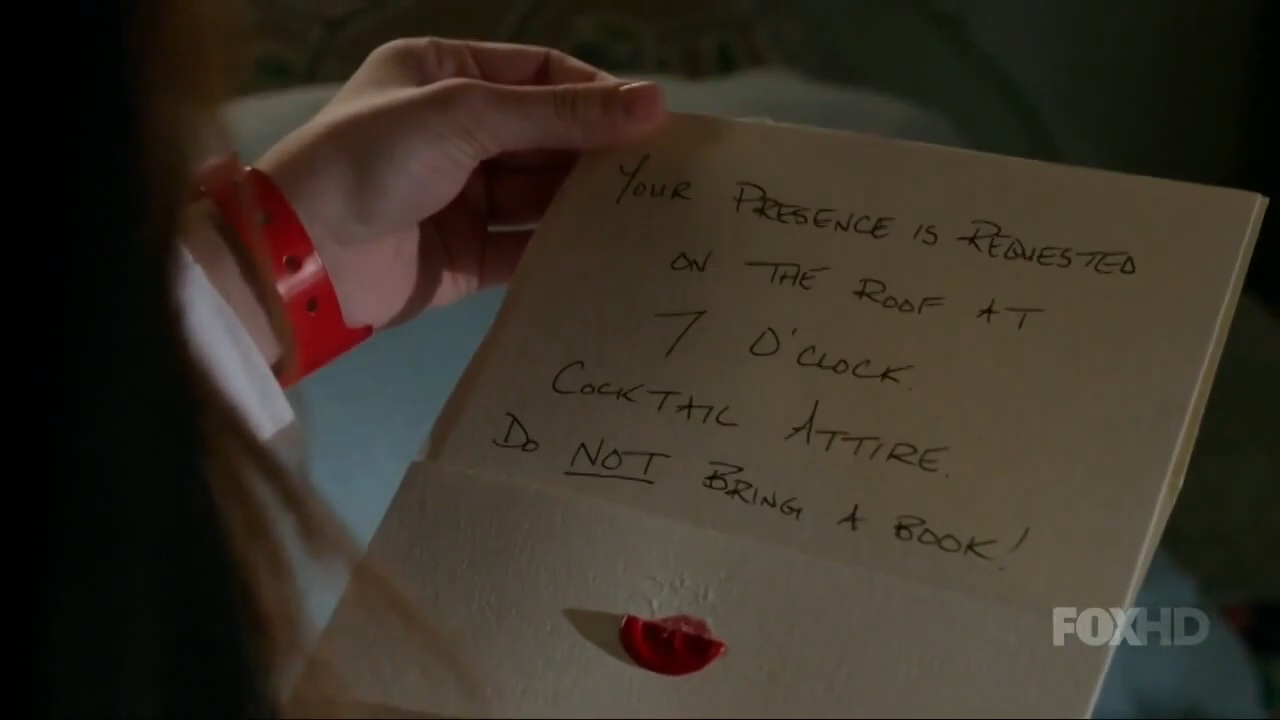 Your Presence is Requested
on the Roof at
7 o'clock.
Cocktail Attire.
Do NOT Bring a Book!
FOXHD